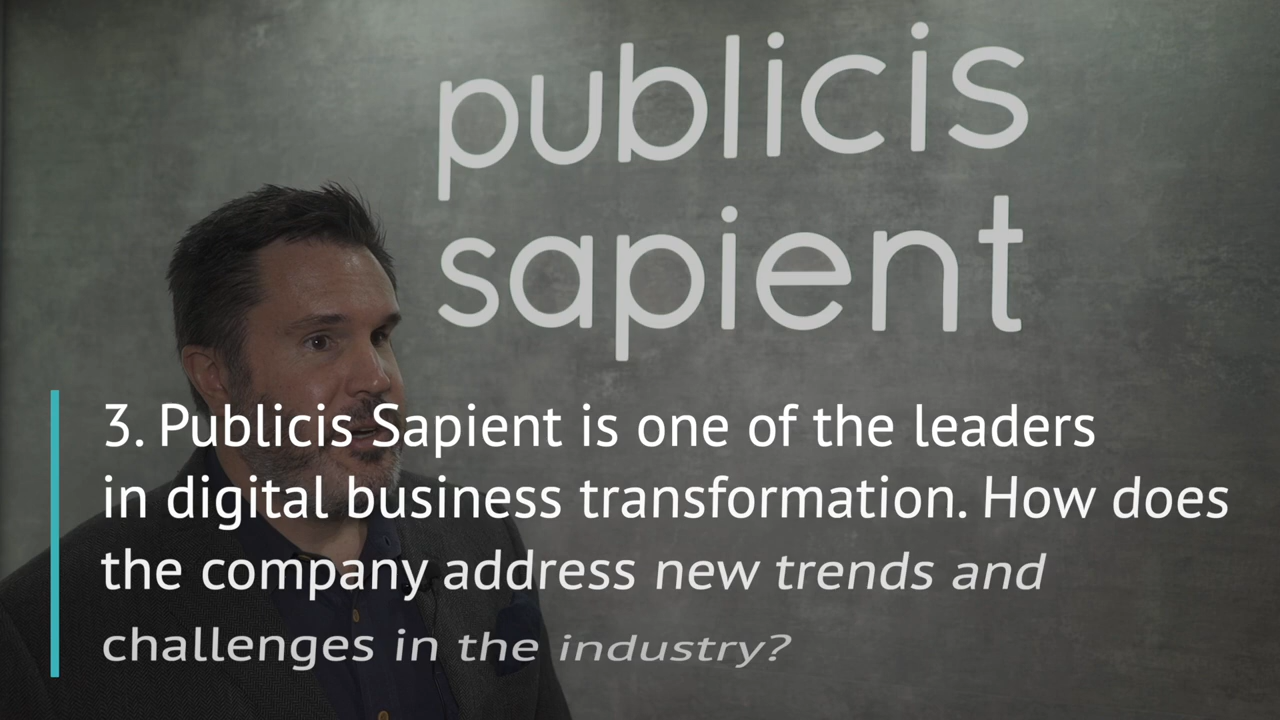 publicis
sapient
3. Publicis Sapient is one of the leaders
in digital business transformation. How does
the company address new trends and
challenges in the industry?